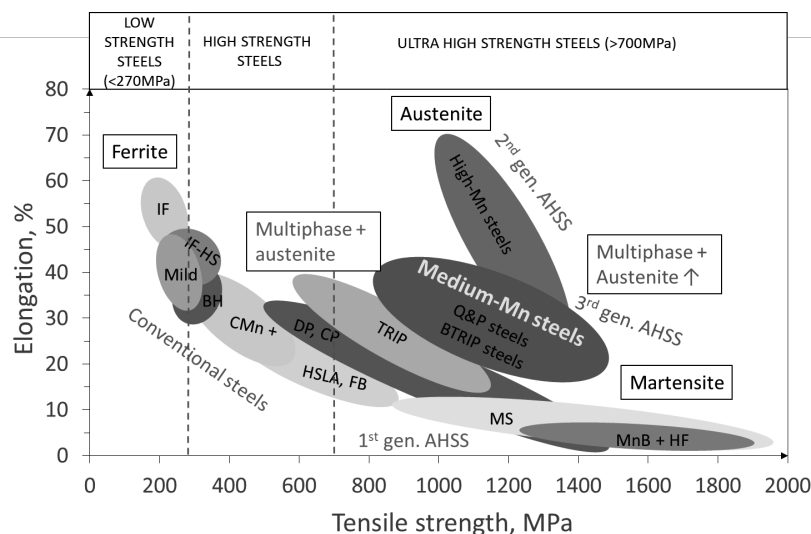 LOW
STRENGTH
STEELS
(<270MPa)
HIGH STRENGTH
STEELS
ULTRA HIGH STRENGTH STEELS (>700MPa)
Elongation, %
80
70
60
50
40
30
20
10
0
Ferrite
Austenite
Martensite
Multiphase +
austenite
Multiphase +
Austenite ↑
IF
IF-HS
Mild
BH
CMn +
Conventional steels
DP, CP
HSLA, FB
TRIP
High-Mn steels
2nd gen. AHSS
Medium-Mn steels
Q&P steels
BTRIP steels
3rd gen. AHSS
MS
MnB + HF
1st gen. AHSS
0
200
400
600
800
1000
1200
1400
1600
1800
2000
Tensile strength, MPa